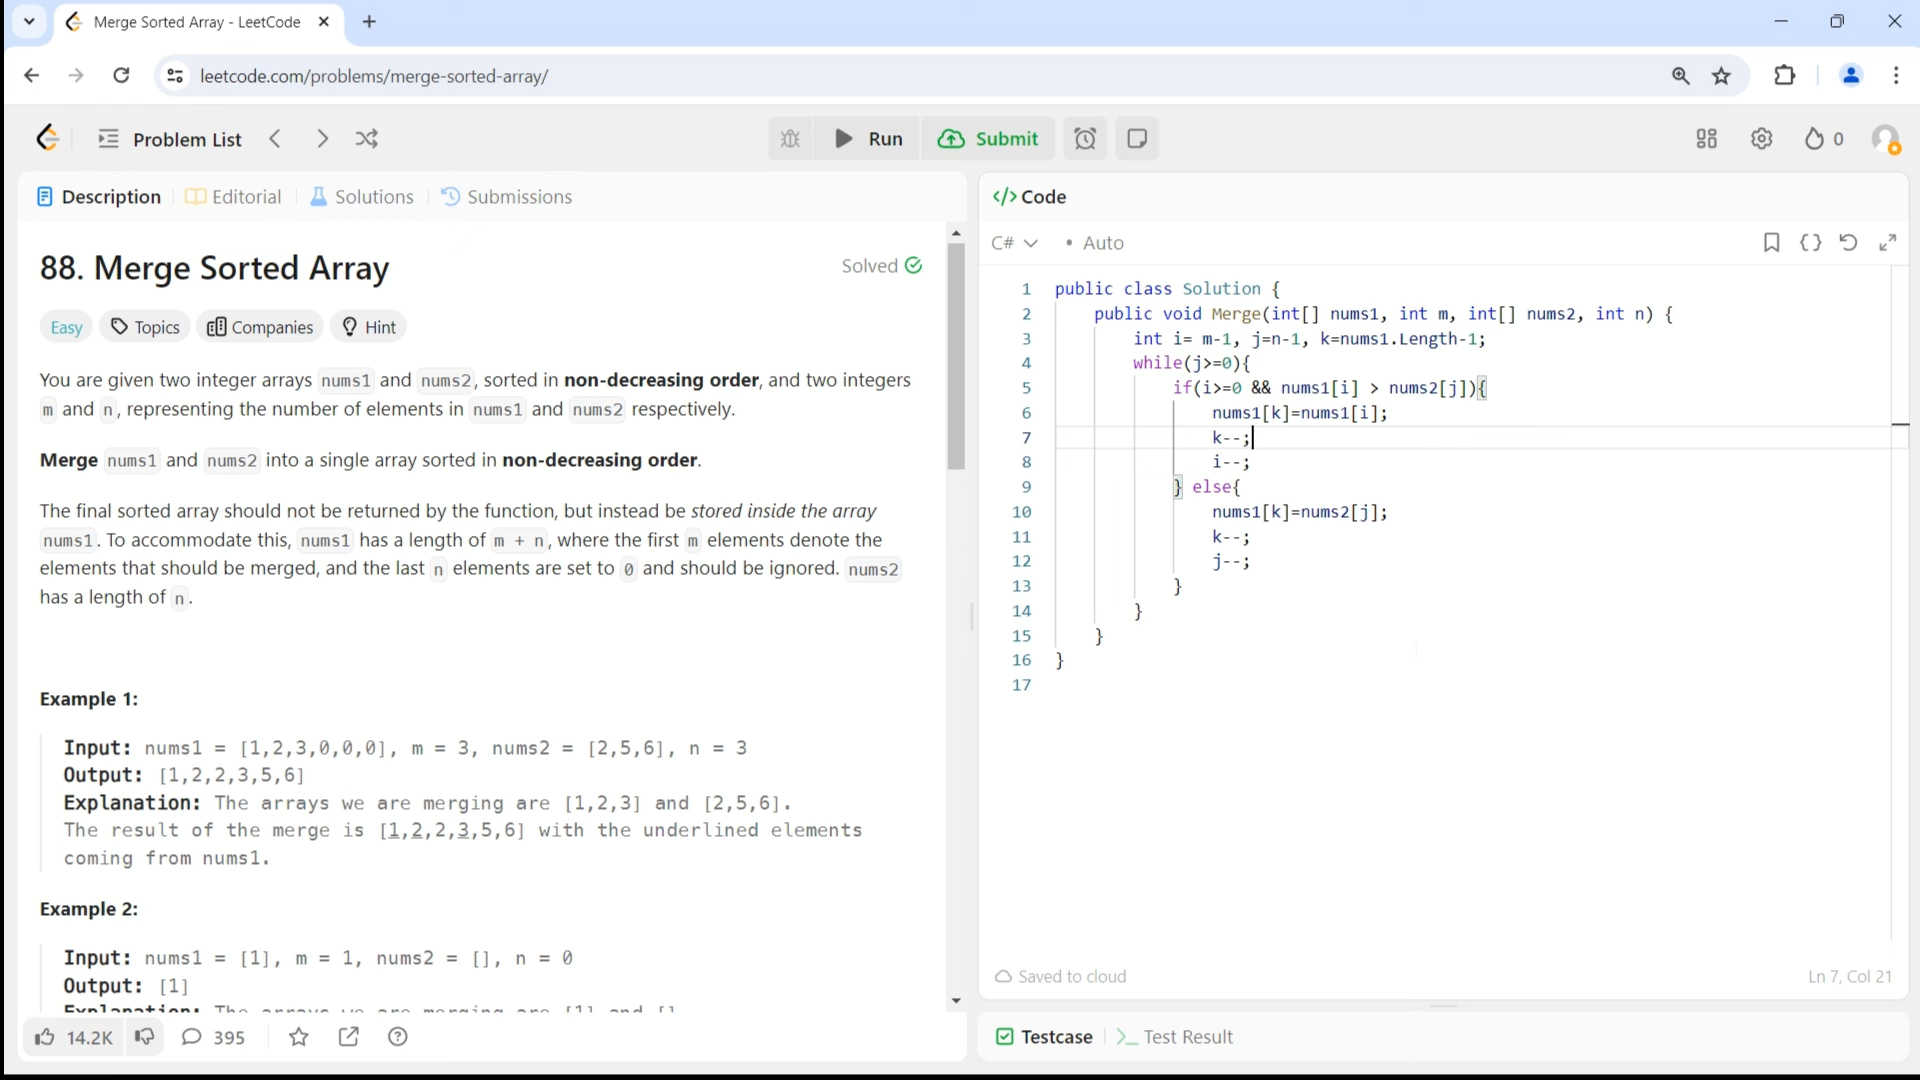 Merge Sorted Array - LeetCode
leetcode.com/problems/merge-sorted-array/
Problem List
Run
Submit
0
Description
Editorial
Solutions
Submissions
88. Merge Sorted Array
Solved
Easy
Topics
Companies
Hint
You are given two integer arrays nums1 and nums2, sorted in non-decreasing order, and two integers
m and n, representing the number of elements in nums1 and nums2 respectively.
Merge nums1 and nums2 into a single array sorted in non-decreasing order.
The final sorted array should not be returned by the function, but instead be stored inside the array
nums1. To accommodate this, nums1 has a length of m + n, where the first m elements denote the
elements that should be merged, and the last n elements are set to 0 and should be ignored. nums2
has a length of n.
Example 1:
Input: nums1 = [1,2,3,0,0,0], m = 3, nums2 = [2,5,6], n = 3
Output: [1,2,2,3,5,6]
Explanation: The arrays we are merging are [1,2,3] and [2,5,6].
The result of the merge is [1,2,2,3,5,6] with the underlined elements
coming from nums1.
Example 2:
Input: nums1 = [1], m = 1, nums2 = [], n = 0
Output: [1]
Explanation: The arrays we are merging are [1] and [].
14.2K
395
</> Code
C#
• Auto
1 public class Solution {
2 public void Merge(int[] nums1, int m, int[] nums2, int n) {
3 int i= m-1, j=n-1, k=nums1.Length-1;
4 while(j>=0){
5 if(i>=0 && nums1[i] > nums2[j]){
6 nums1[k]=nums1[i];
7 k--;
8 i--;
9 } else{
10 nums1[k]=nums2[j];
11 k--;
12 j--;
13 }
14 }
15 }
16 }
17
Saved to cloud
Ln 7, Col 21
Testcase
Test Result